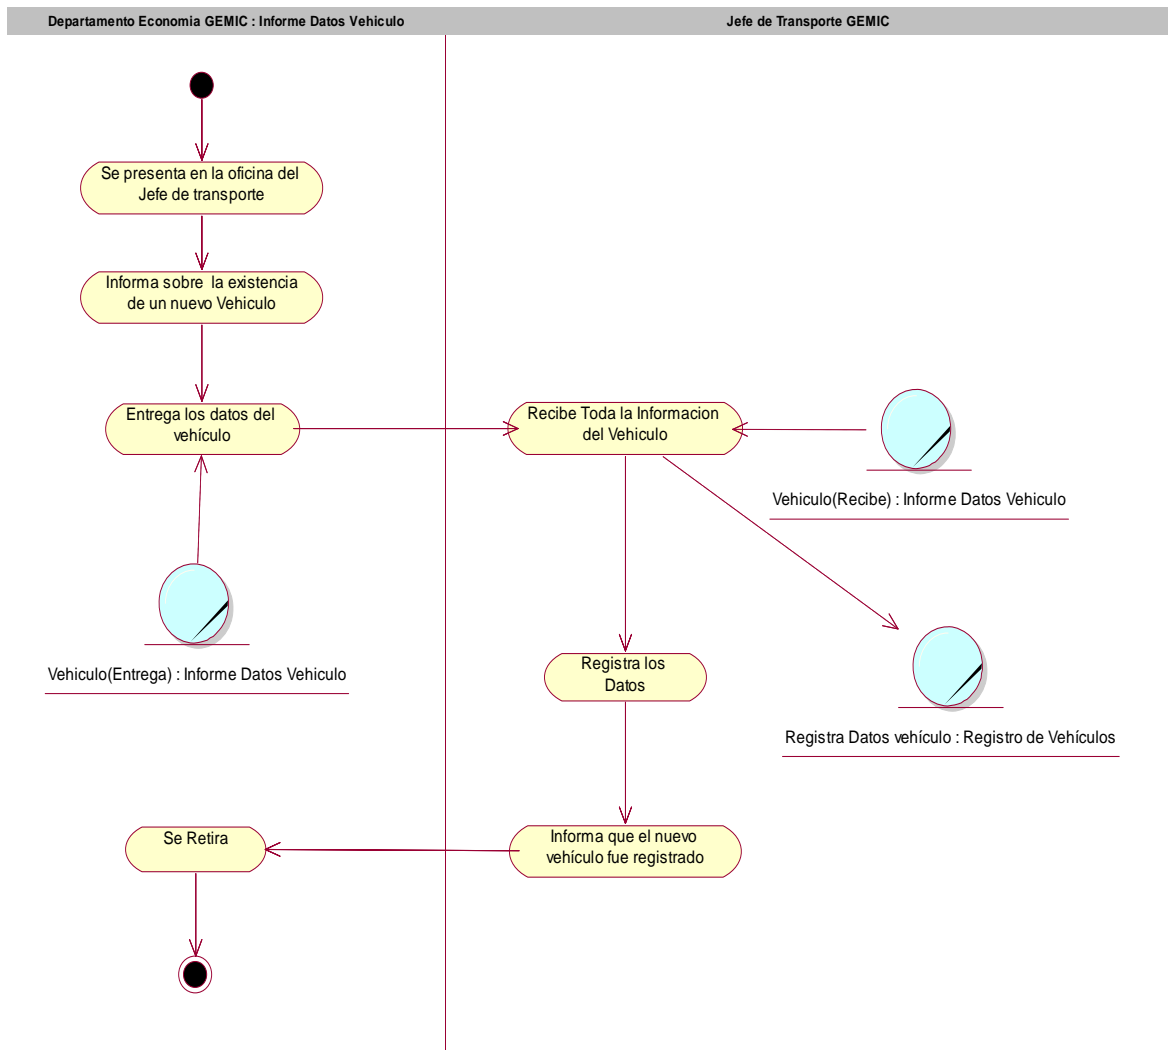 Departamento Economia GEMIC : Informe Datos Vehiculo
Jefe de Transporte GEMIC
Se presenta en la oficina del
Jefe de transporte
Informa sobre  la existencia
de un nuevo Vehiculo
Entrega los datos del
vehículo
Recibe Toda la Informacion
del Vehiculo
Vehiculo(Recibe) : Informe Datos Vehiculo
Vehiculo(Entrega) : Informe Datos Vehiculo
Registra los
Datos
Registra Datos vehículo : Registro de Vehículos
Se Retira
Informa que el nuevo
vehículo fue registrado